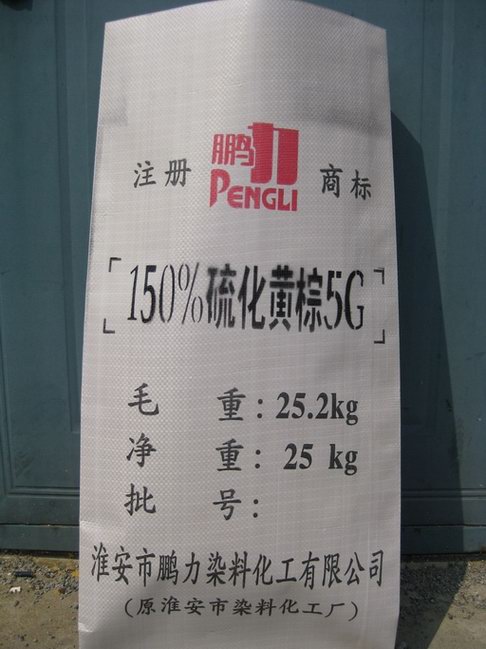 注册 鹏力 商标
PENGLI
150%硫化黄棕5G
毛 重：25.2kg
净 重：25 kg
批 号：
淮安市鹏力染料化工有限公司
（原淮安市染料化工厂）